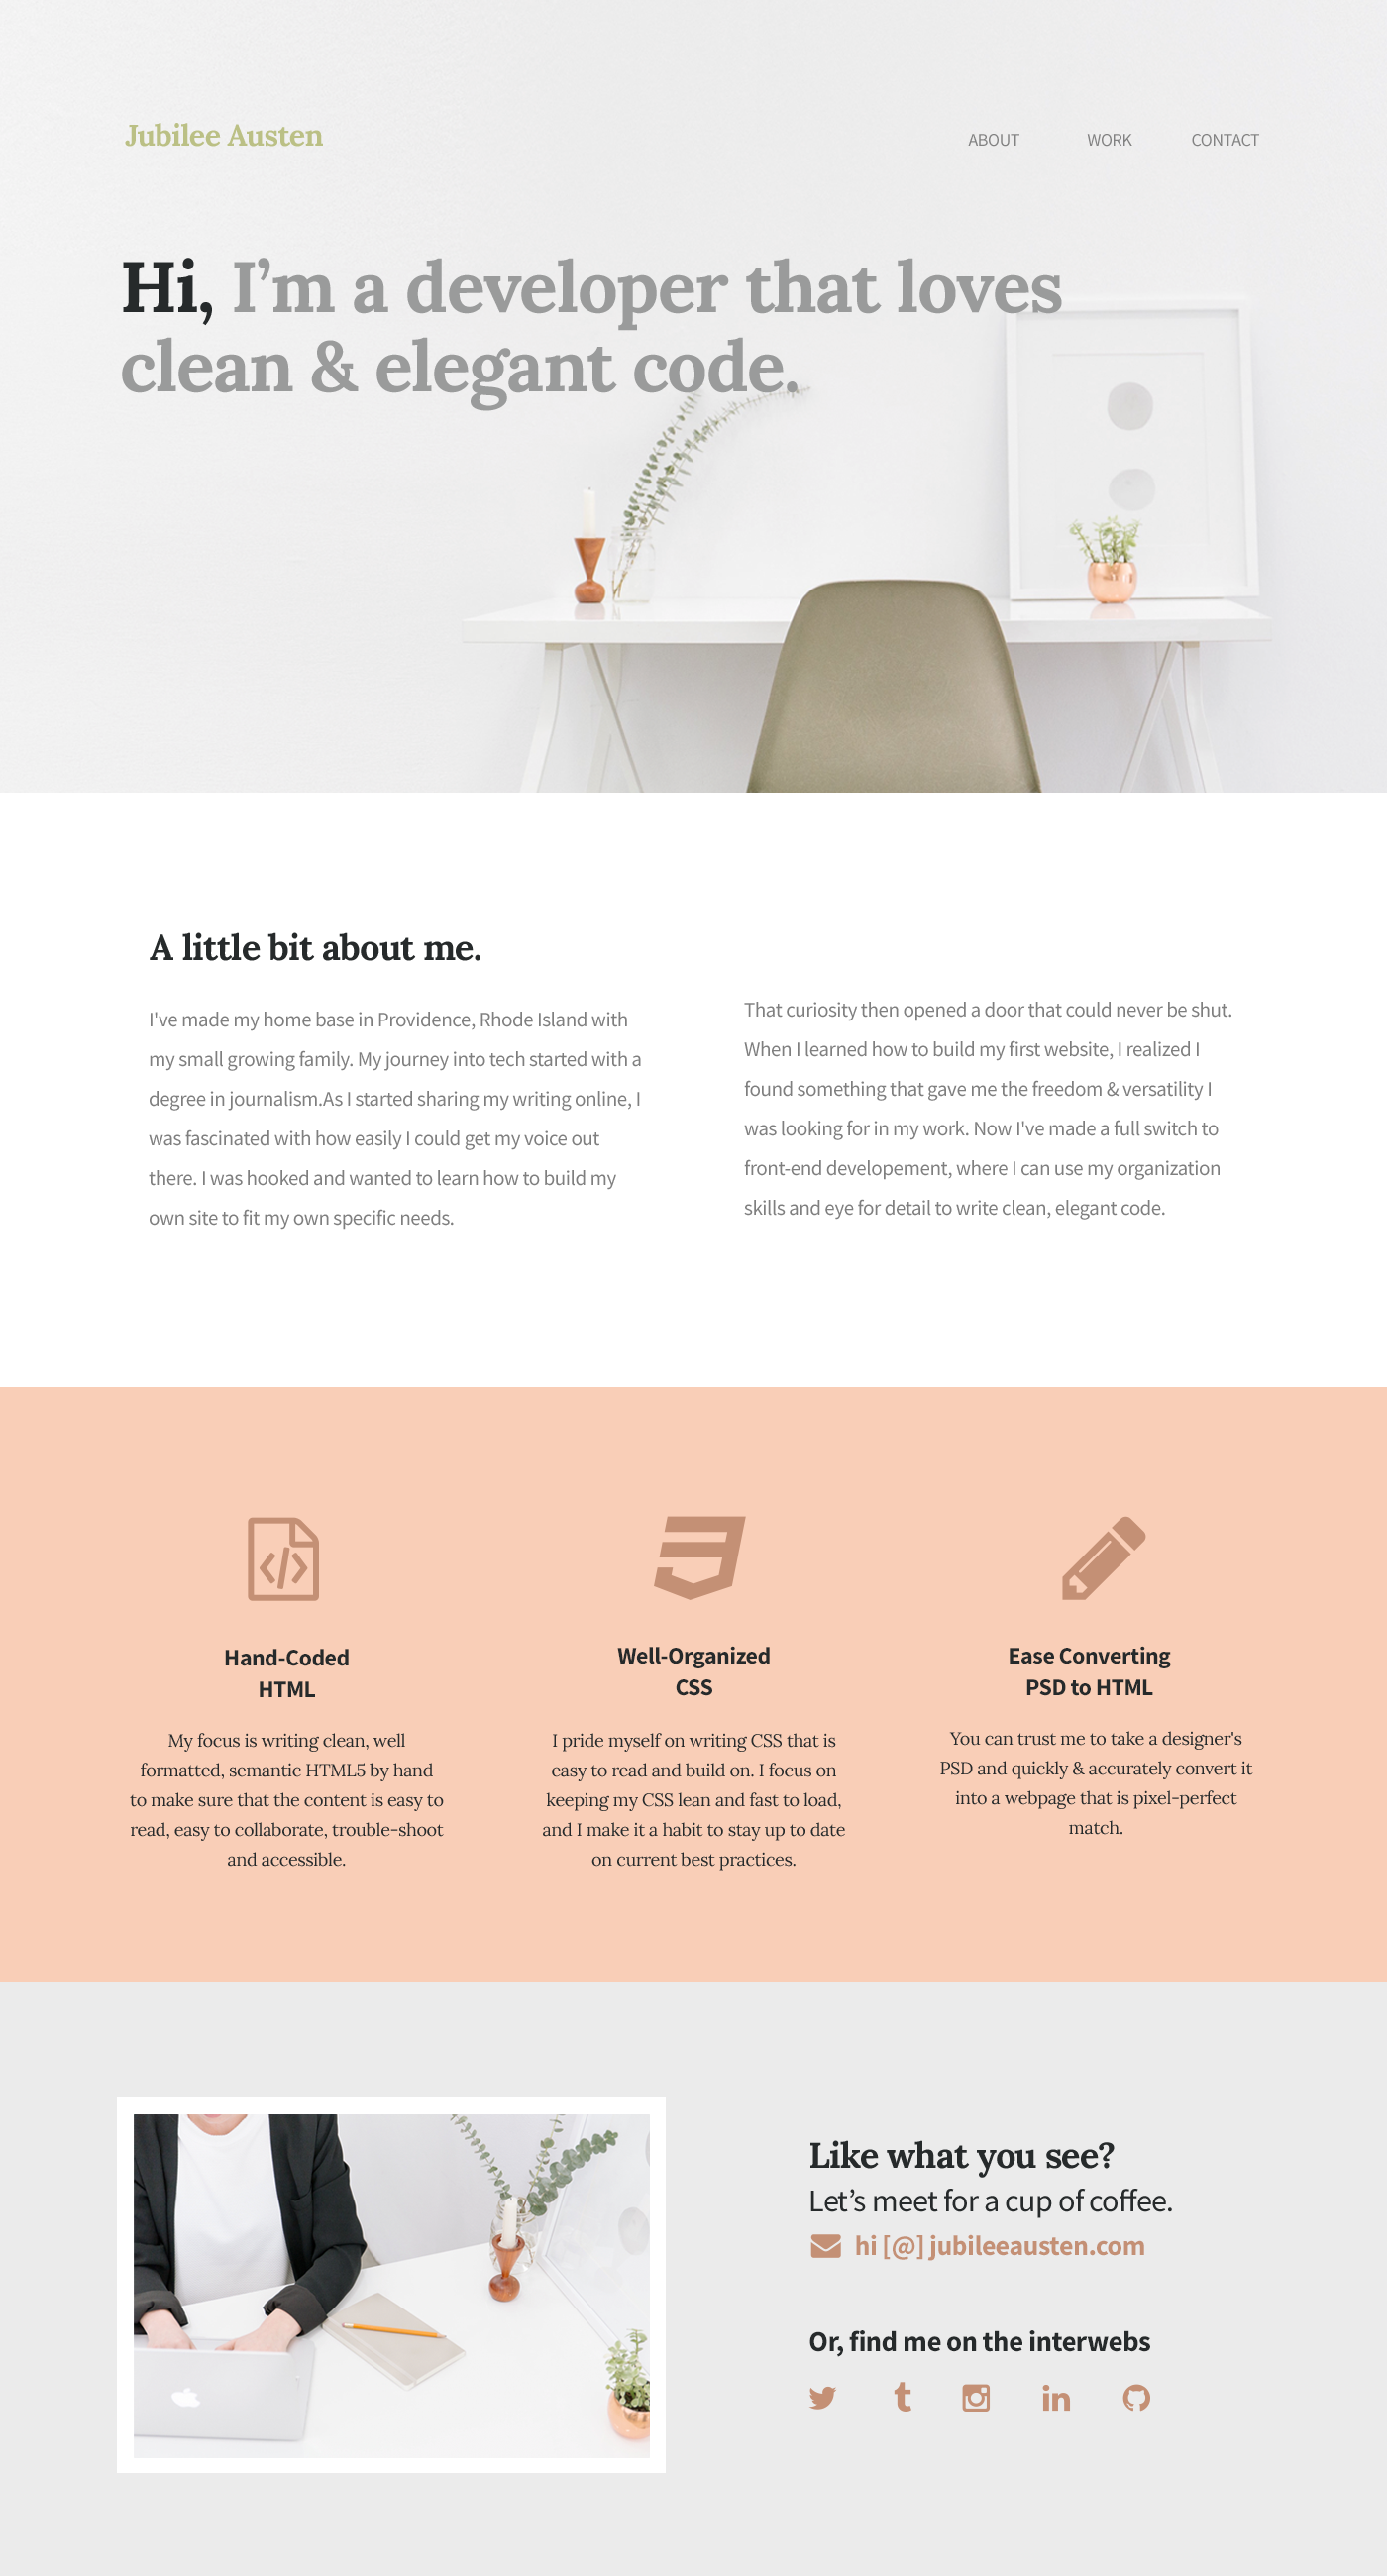 Jubilee Austen
ABOUT WORK CONTACT
Hi, I’m a developer that loves
clean & elegant code.
A little bit about me.
I've made my home base in Providence, Rhode Island with
my small growing family. My journey into tech started with a
degree in journalism.As I started sharing my writing online, I
was fascinated with how easily I could get my voice out
there. I was hooked and wanted to learn how to build my
own site to fit my own specific needs.
That curiosity then opened a door that could never be shut.
When I learned how to build my first website, I realized I
found something that gave me the freedom & versatility I
was looking for in my work. Now I've made a full switch to
front-end developement, where I can use my organization
skills and eye for detail to write clean, elegant code.
Hand-Coded
HTML
My focus is writing clean, well
formatted, semantic HTML5 by hand
to make sure that the content is easy to
read, easy to collaborate, trouble-shoot
and accessible.
Well-Organized
CSS
I pride myself on writing CSS that is
easy to read and build on. I focus on
keeping my CSS lean and fast to load,
and I make it a habit to stay up to date
on current best practices.
Ease Converting
PSD to HTML
You can trust me to take a designer's
PSD and quickly & accurately convert it
into a webpage that is pixel-perfect
match.
Like what you see?
Let’s meet for a cup of coffee.
hi [@] jubileeausten.com
Or, find me on the interwebs